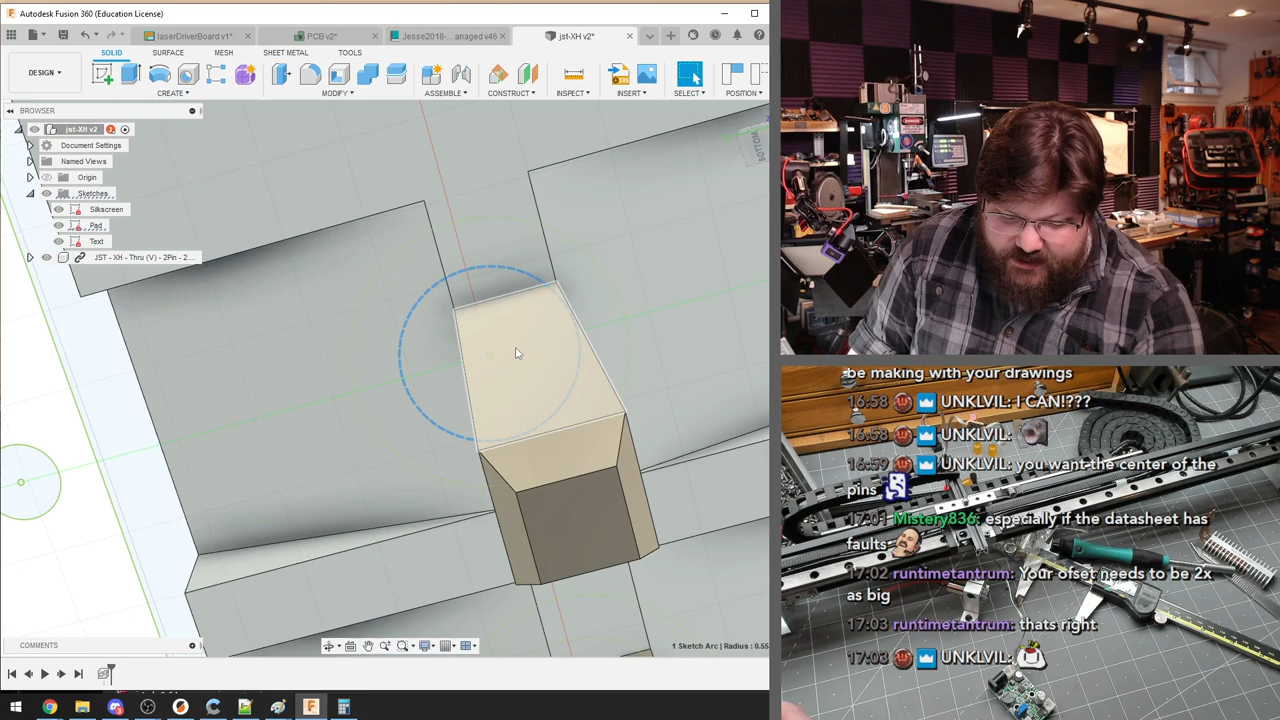 Autodesk Fusion 360 (Education License)
laserDriverBoard v1*
PCB v2*
Jesse2018-...anaged v46
jst-XH v2*
SOLID
SURFACE
MESH
SHEET METAL
TOOLS
DESIGN
CREATE
MODIFY
ASSEMBLE
CONSTRUCT
INSPECT
INSERT
SELECT
POSITION
BROWSER
jst-XH v2
Document Settings
Named Views
Origin
Sketches
Silkscreen
Pad
Text
JST - XH - Thru (V) - 2Pin - 2....
BOTTOM
COMMENTS
1 Sketch Arc | Radius : 0.55
be making with your drawings
16:58 UNKLVIL: I CAN!???
16:58 UNKLVIL:
16:59 UNKLVIL: you want the center of the
pins
17:01 Mistery836: especially if the datasheet has
faults
17:02 runtimetantrum: Your ofset needs to be 2x
as big
17:03 runtimetantrum: thats right
17:03 UNKLVIL: